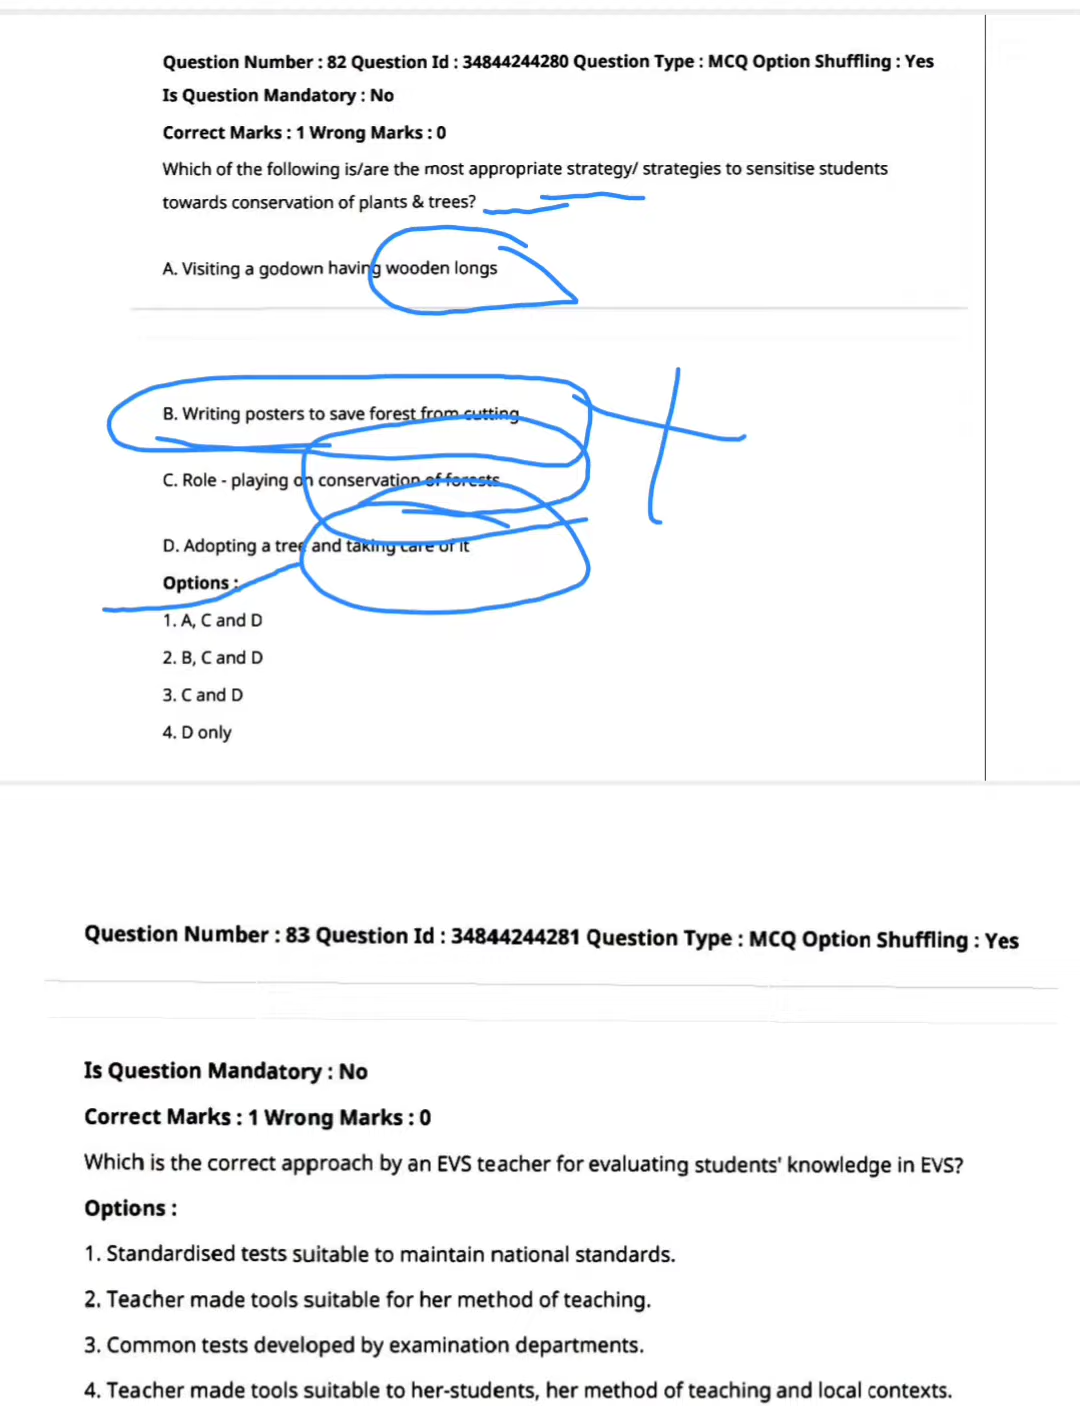 Question Number : 82 Question Id : 34844244280 Question Type : MCQ Option Shuffling : Yes
Is Question Mandatory : No
Correct Marks : 1 Wrong Marks : 0
Which of the following is/are the most appropriate strategy/ strategies to sensitise students
towards conservation of plants & trees?
A. Visiting a godown having wooden longs
B. Writing posters to save forest from cutting
C. Role - playing on conservation of forests
D. Adopting a tree and taking care of it
Options :
1. A, C and D
2. B, C and D
3. C and D
4. D only
Question Number : 83 Question Id : 34844244281 Question Type : MCQ Option Shuffling : Yes
Is Question Mandatory : No
Correct Marks : 1 Wrong Marks : 0
Which is the correct approach by an EVS teacher for evaluating students' knowledge in EVS?
Options :
1. Standardised tests suitable to maintain national standards.
2. Teacher made tools suitable for her method of teaching.
3. Common tests developed by examination departments.
4. Teacher made tools suitable to her-students, her method of teaching and local contexts.